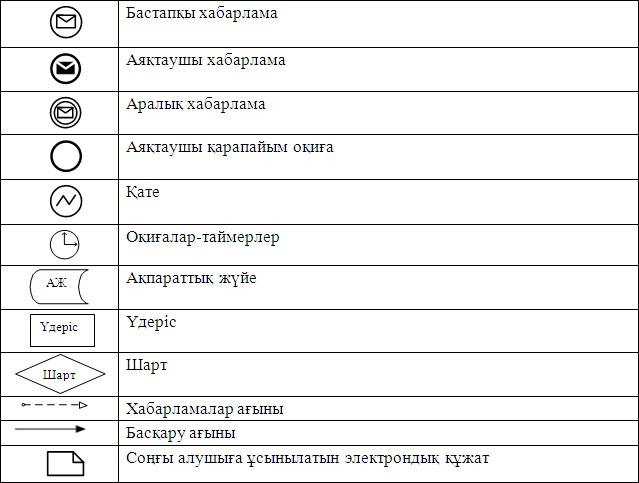 Бастапқы хабарлама
Аяқтаушы хабарлама
Аралық хабарлама
Аяқтаушы қарапайым оқиға
Қате
Оқиғалар-таймерлер
АЖ Ақпараттық жүйе
Үдеріс Үдеріс
Шарт Шарт
Хабарламалар ағыны
Басқару ағыны
Соңғы алушыға ұсынылатын электрондық құжат